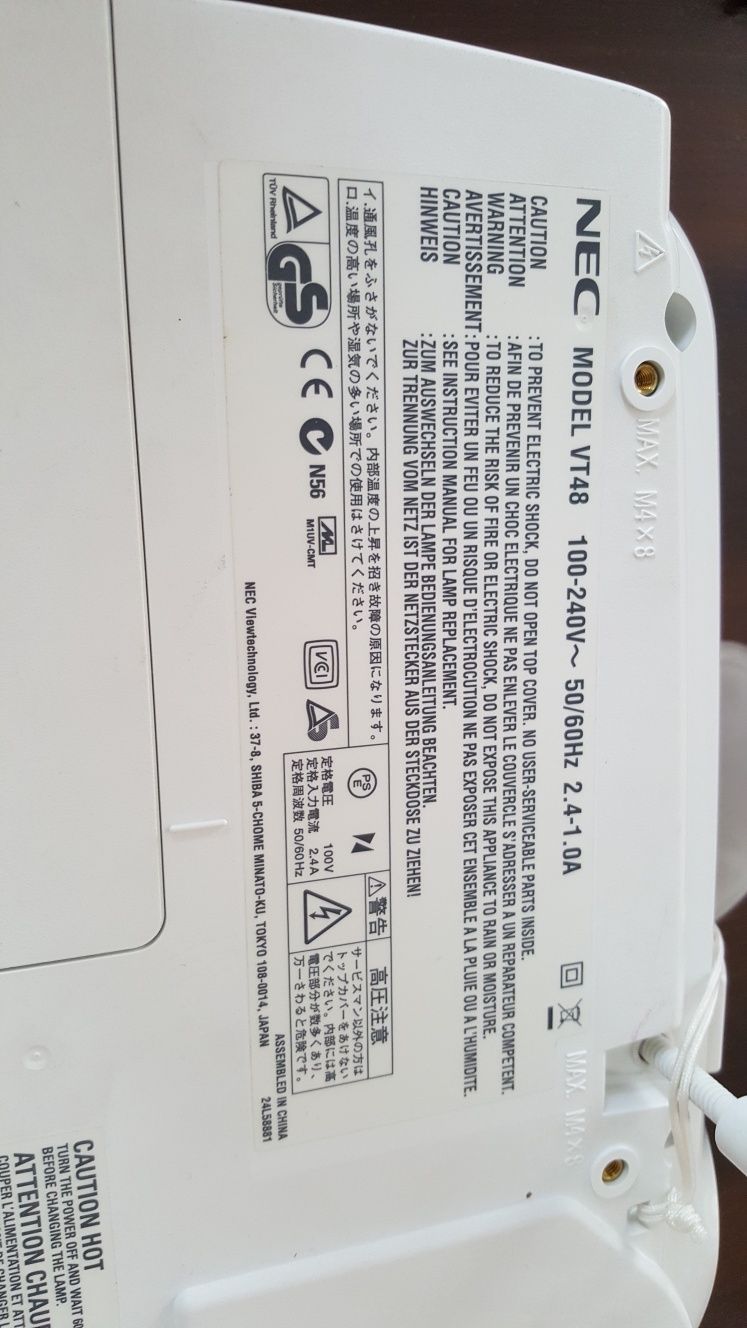 NEC MODEL VT48 100-240V～ 50/60Hz 2.4-1.0A
CAUTION :TO PREVENT ELECTRIC SHOCK, DO NOT OPEN TOP COVER. NO USER-SERVICEABLE PARTS INSIDE.
ATTENTION :AFIN DE PREVENIR UN CHOC ELECTRIQUE NE PAS ENLEVER LE COUVERCLE S'ADRESSER A UN REPARATEUR COMPETENT.
WARNING :TO REDUCE THE RISK OF FIRE OR ELECTRIC SHOCK, DO NOT EXPOSE THIS APPLIANCE TO RAIN OR MOISTURE.
AVERTISSEMENT :POUR EVITER UN FEU OU UN RISQUE D'ELECTROCUTION NE PAS EXPOSER CET ENSEMBLE A LA PLUIE OU A L'HUMIDITE.
CAUTION :SEE INSTRUCTION MANUAL FOR LAMP REPLACEMENT.
HINWEIS :ZUM AUSWECHSELN DER LAMPE BEDIENUNGSANLEITUNG BEACHTEN.
ZUR TRENNUNG VOM NETZ IST DER NETZSTECKER AUS DER STECKDOSE ZU ZIEHEN!
イ.通風孔をふさがないでください。内部温度の上昇を招き故障の原因になります。
ロ.温度の高い場所や湿気の多い場所での使用はさけてください。
TÜV Rheinland
GS
geprüfte
Sicherheit
CE
N56
M1UV-CMT
VCI
PS
E
定格電圧 100V
定格入力電流 2.4A
定格周波数 50/60Hz
警告 高圧注意
サービスマン以外の方は
トップカバーをあけない
でください。内部には高
電圧部分が数多くあり、
万一さわると危険です。
NEC Viewtechnology, Ltd. : 37-8, SHIBA 5-CHOME MINATO-KU, TOKYO 108-0014, JAPAN
ASSEMBLED IN CHINA
24L58881
MAX. M4×8
MAX. M4×8
CAUTION HOT
TURN THE POWER OFF AND WAIT
BEFORE CHANGING THE LAMP.
ATTENTION
COUPER L'ALIMENTATION ET